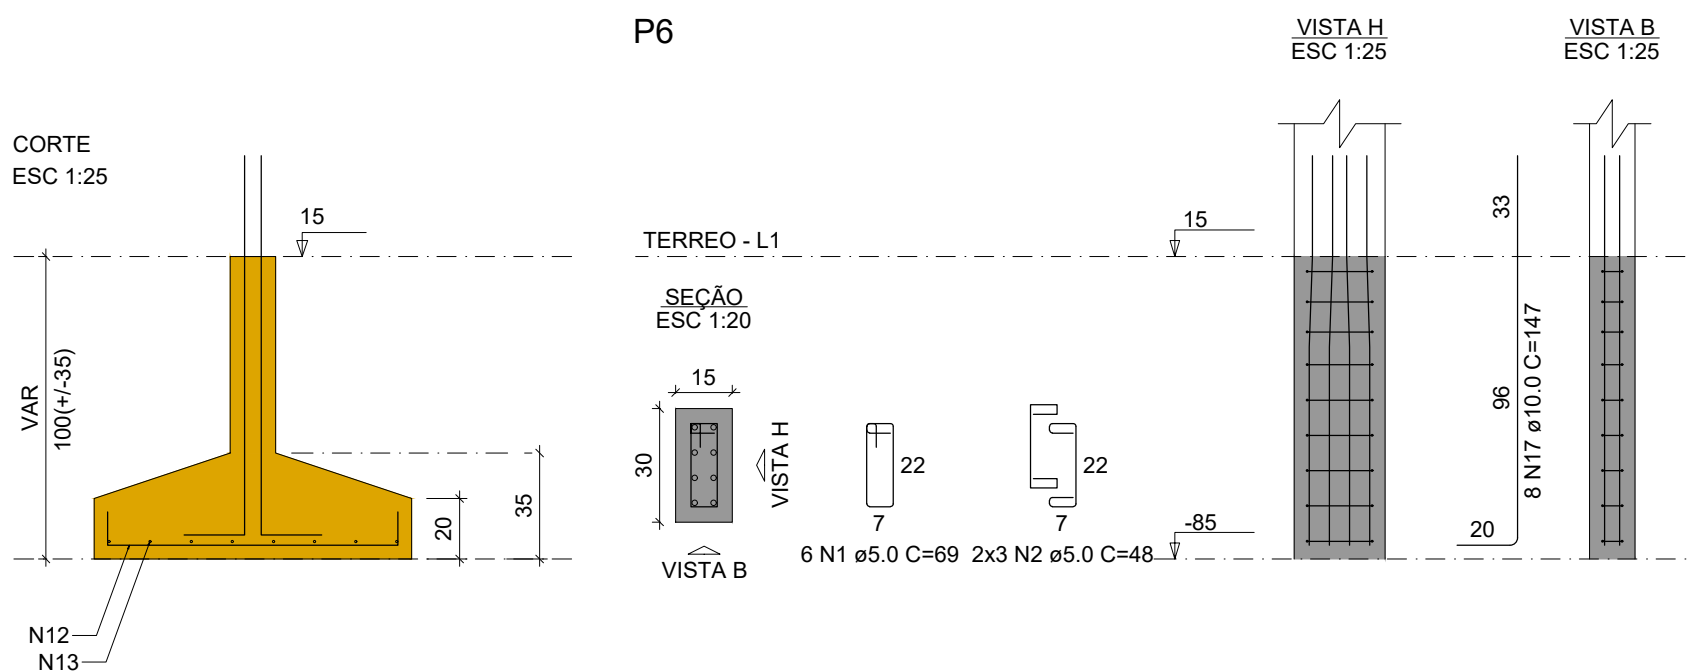 P6
VISTA H
ESC 1:25
VISTA B
ESC 1:25
CORTE
ESC 1:25
15
VAR
100(+/-35)
20
35
N12
N13
TERREO - L1
15
SEÇÃO
ESC 1:20
15
30
VISTA H
VISTA B
22
7
6 N1 ø5.0 C=69
22
7
2x3 N2 ø5.0 C=48
-85
33
96
8 N17 ø10.0 C=147
20